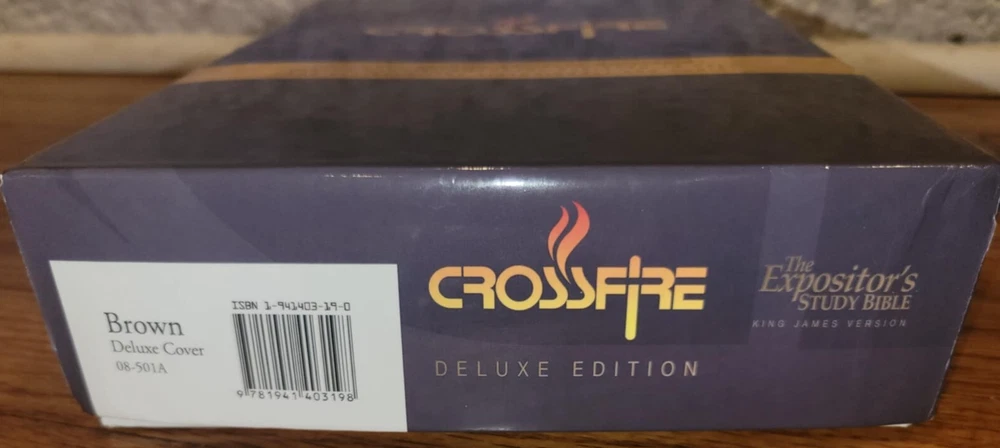 CROSSFIRE
ISBN 1-941403-19-0
Brown
Deluxe Cover
08-501A
9 781941 403198
CROSSFIRE
DELUXE EDITION
The
Expositor's
STUDY BIBLE
KING JAMES VERSION